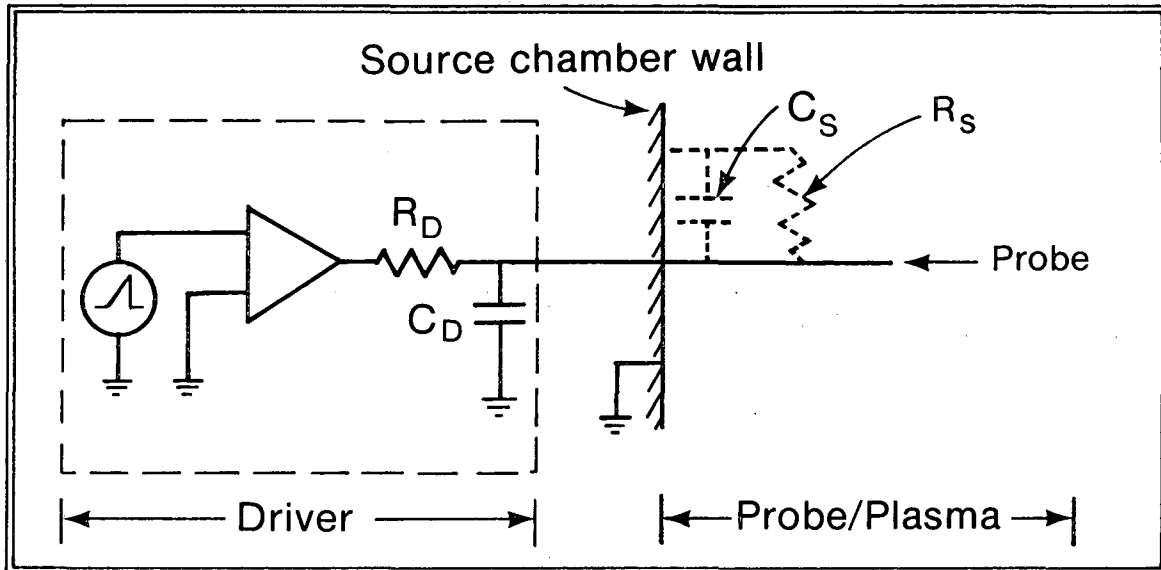 Source chamber wall
C_S
R_s
R_D
C_D
Probe
Driver
Probe/Plasma